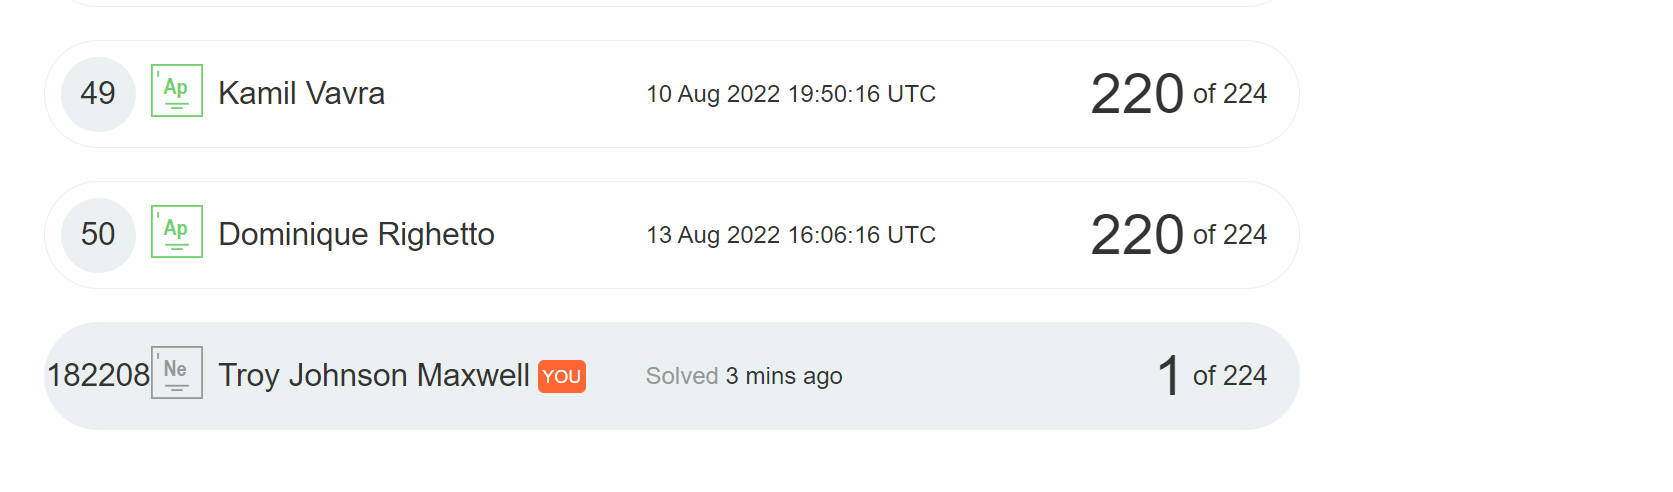 49 Ap Kamil Vavra 10 Aug 2022 19:50:16 UTC 220 of 224
50 Ap Dominique Righetto 13 Aug 2022 16:06:16 UTC 220 of 224
182208 Ne Troy Johnson Maxwell YOU Solved 3 mins ago 1 of 224